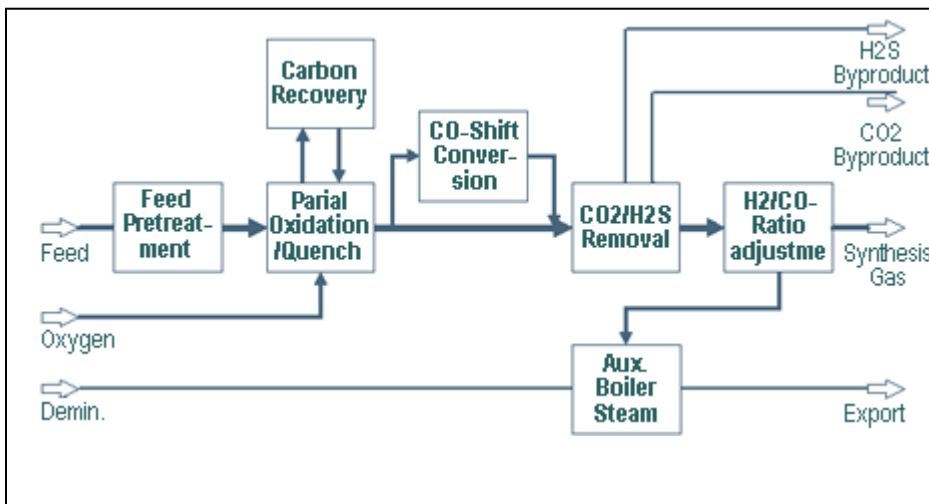 H2S
Byproduct
Carbon
Recovery
CO2
Byproduct
CO-Shift
Conver-
sion
Feed
Pretreat-
ment
Parial
Oxidation
/Quench
CO2/H2S
Removal
H2/CO-
Ratio
adjustme
Feed
Synthesis
Gas
Oxygen
Aux.
Boiler
Steam
Demin.
Export